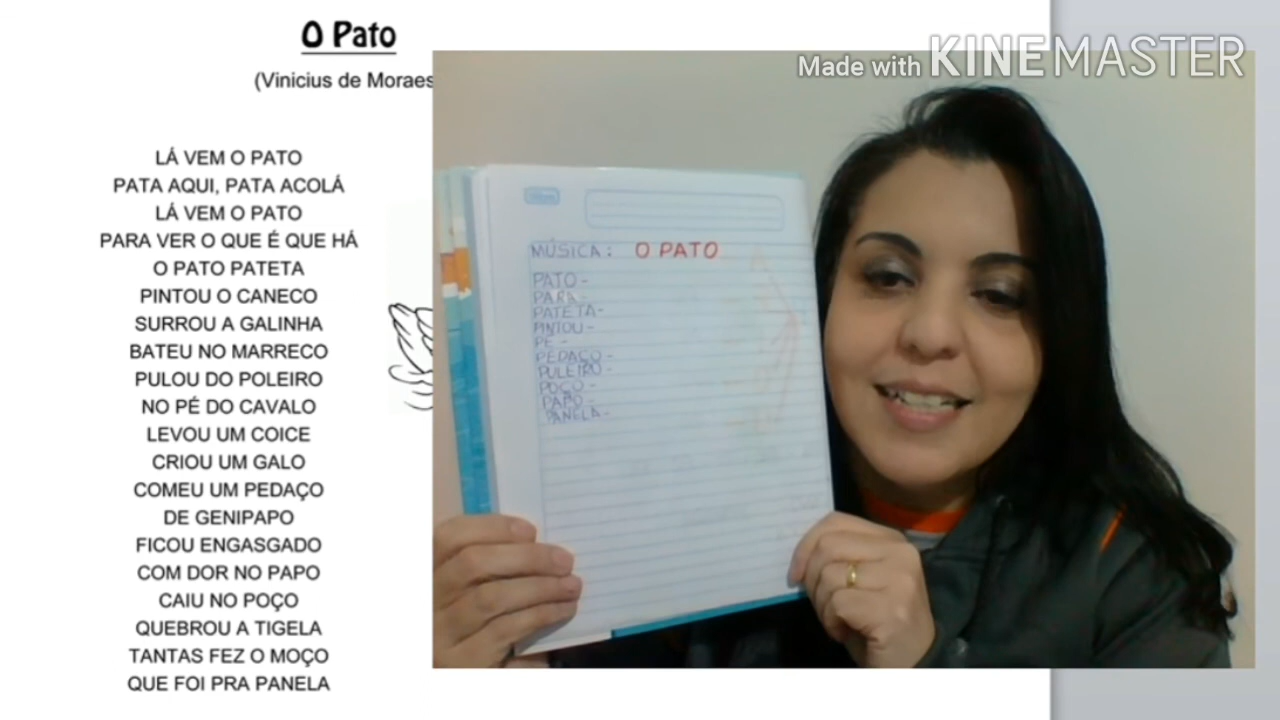 O Pato
(Vinicius de Moraes
LÁ VEM O PATO
PATA AQUI, PATA ACOLÁ
LÁ VEM O PATO
PARA VER O QUE É QUE HÁ
O PATO PATETA
PINTOU O CANECO
SURROU A GALINHA
BATEU NO MARRECO
PULOU DO POLEIRO
NO PÉ DO CAVALO
LEVOU UM COICE
CRIOU UM GALO
COMEU UM PEDAÇO
DE GENIPAPO
FICOU ENGASGADO
COM DOR NO PAPO
CAIU NO POÇO
QUEBROU A TIGELA
TANTAS FEZ O MOÇO
QUE FOI PRA PANELA
Made with KINEMASTER
MÚSICA: O PATO
PATO -
PARA -
PATETA -
PINTOU -
PÉ -
PEDAÇO -
PULEIRO -
POÇO -
PAPO -
PANELA -